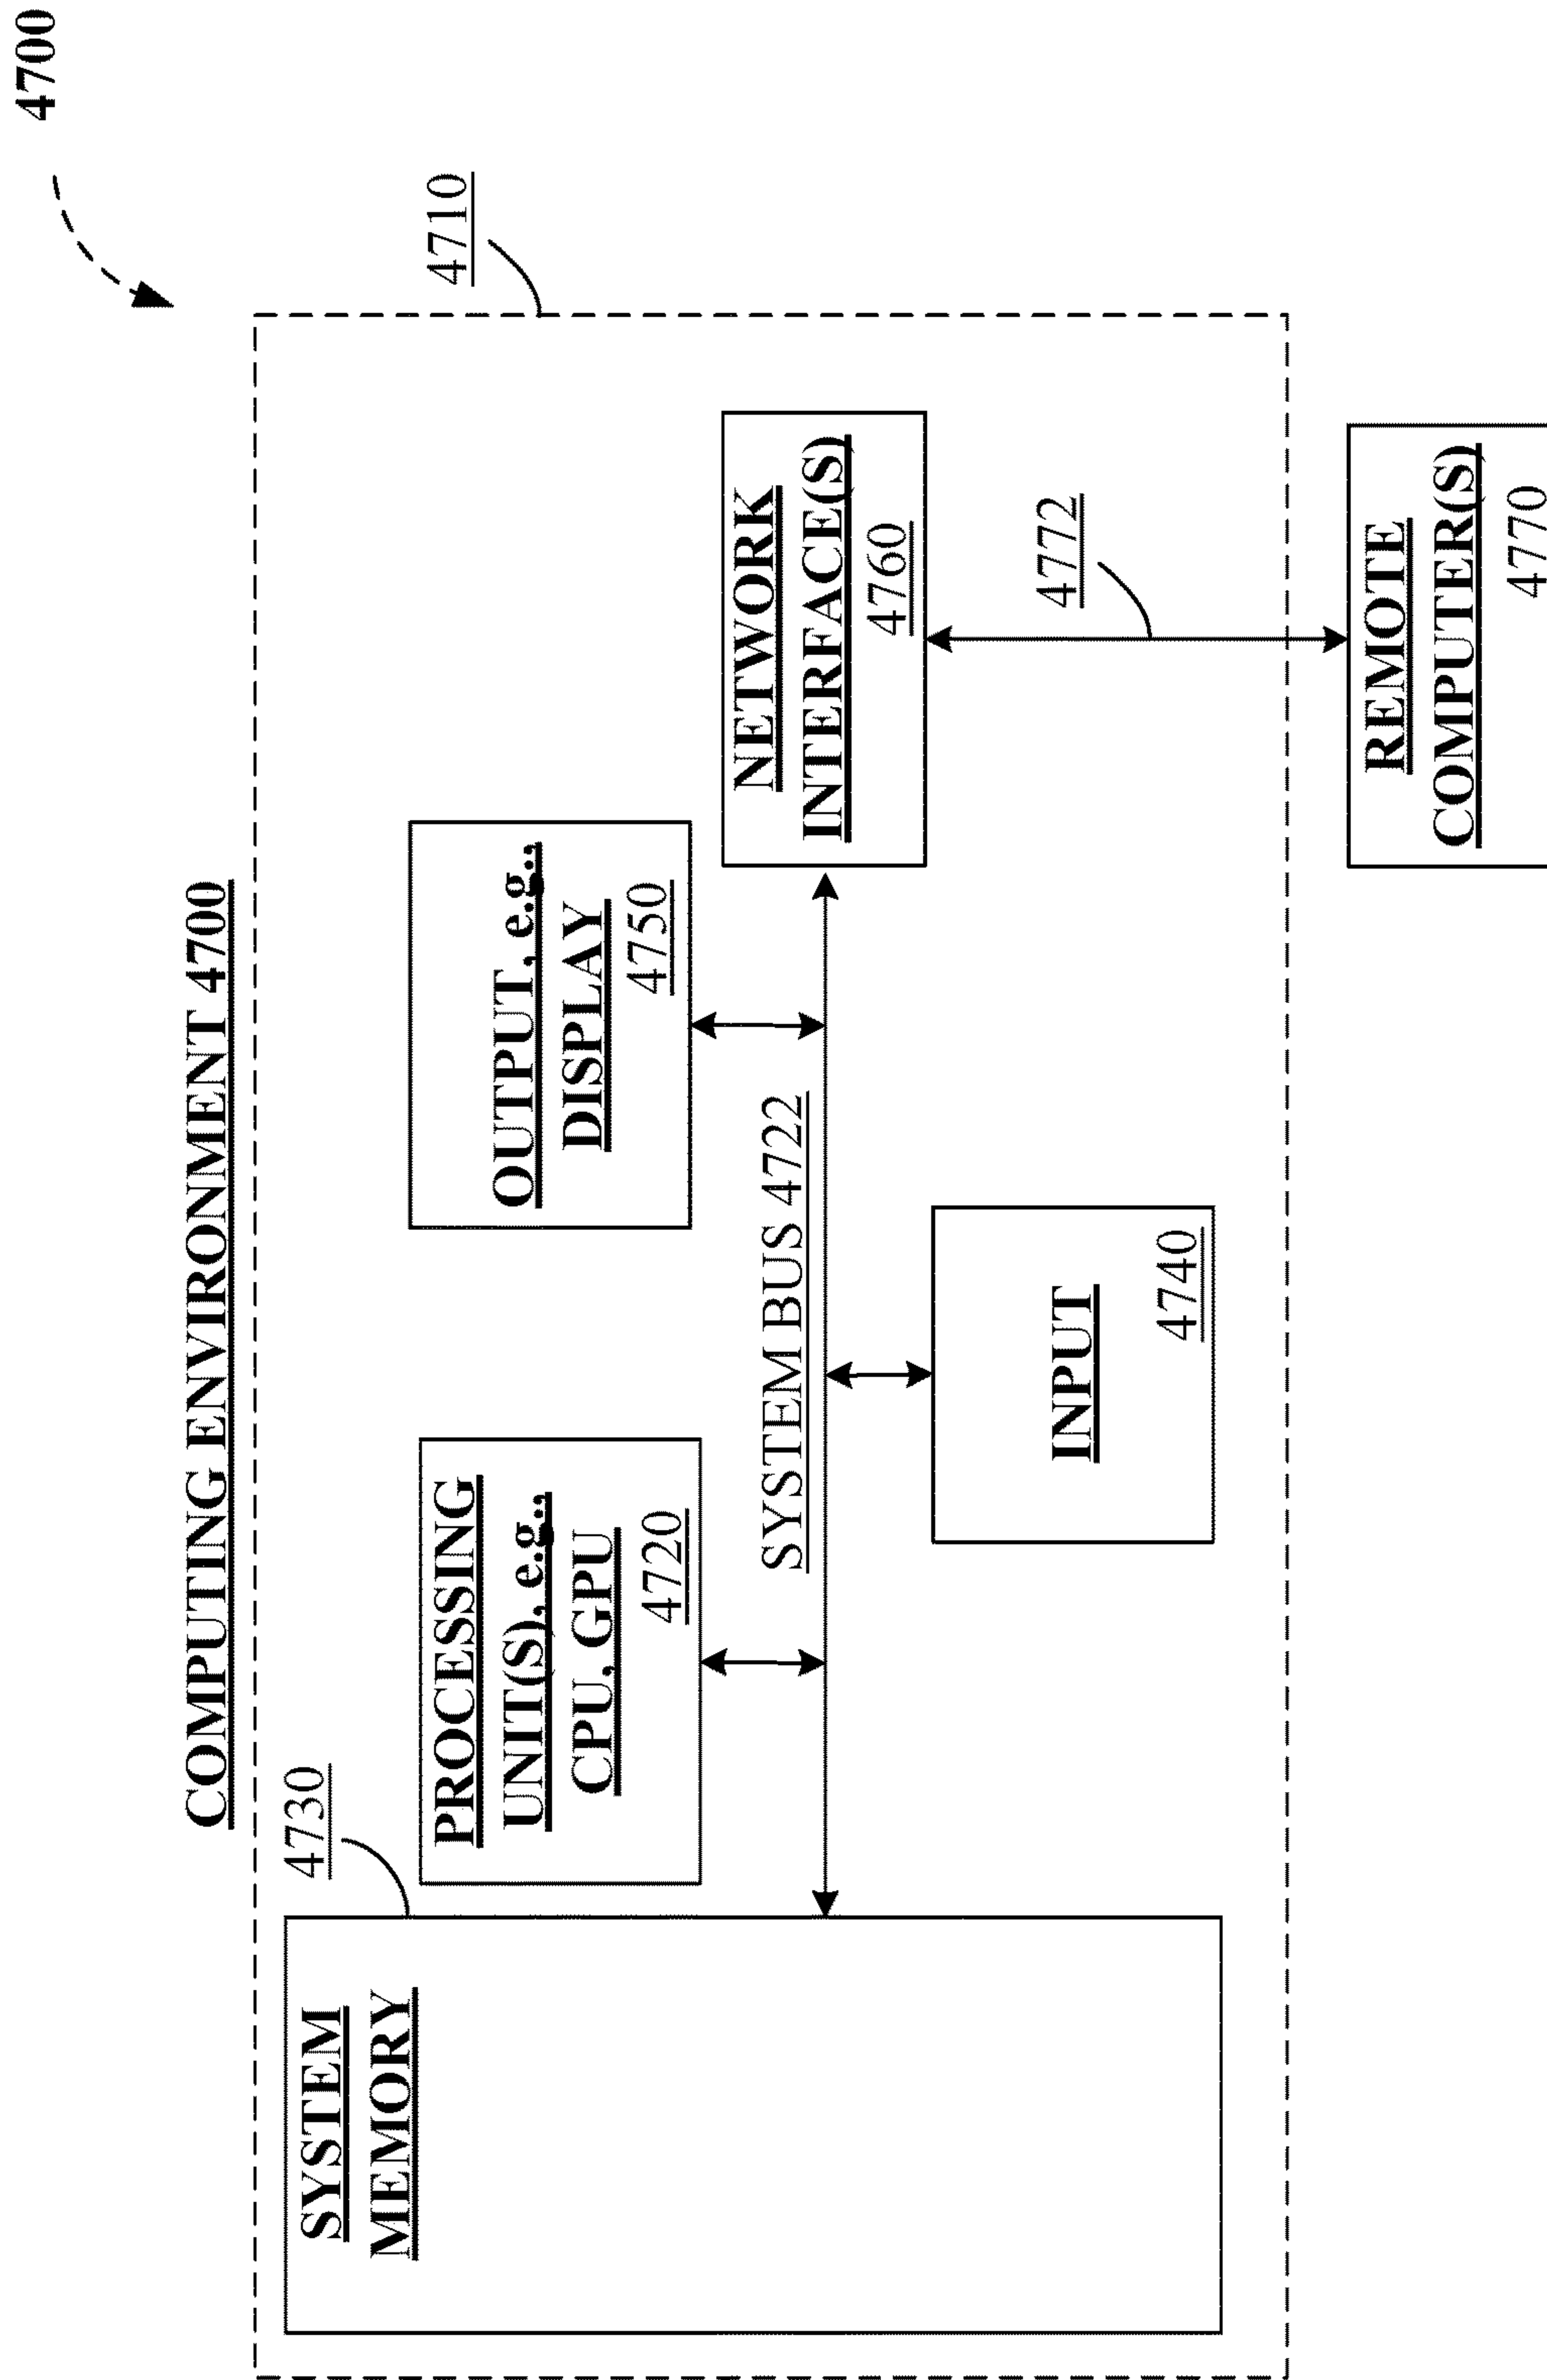 4700
COMPUTING ENVIRONMENT 4700
4730
4710
SYSTEM
MEMORY
PROCESSING
UNIT(S), e.g.,
CPU, GPU
4720
OUTPUT, e.g.,
DISPLAY
4750
SYSTEM BUS 4722
NETWORK
INTERFACE(S)
4760
INPUT
4740
4772
REMOTE
COMPUTER(S)
4770